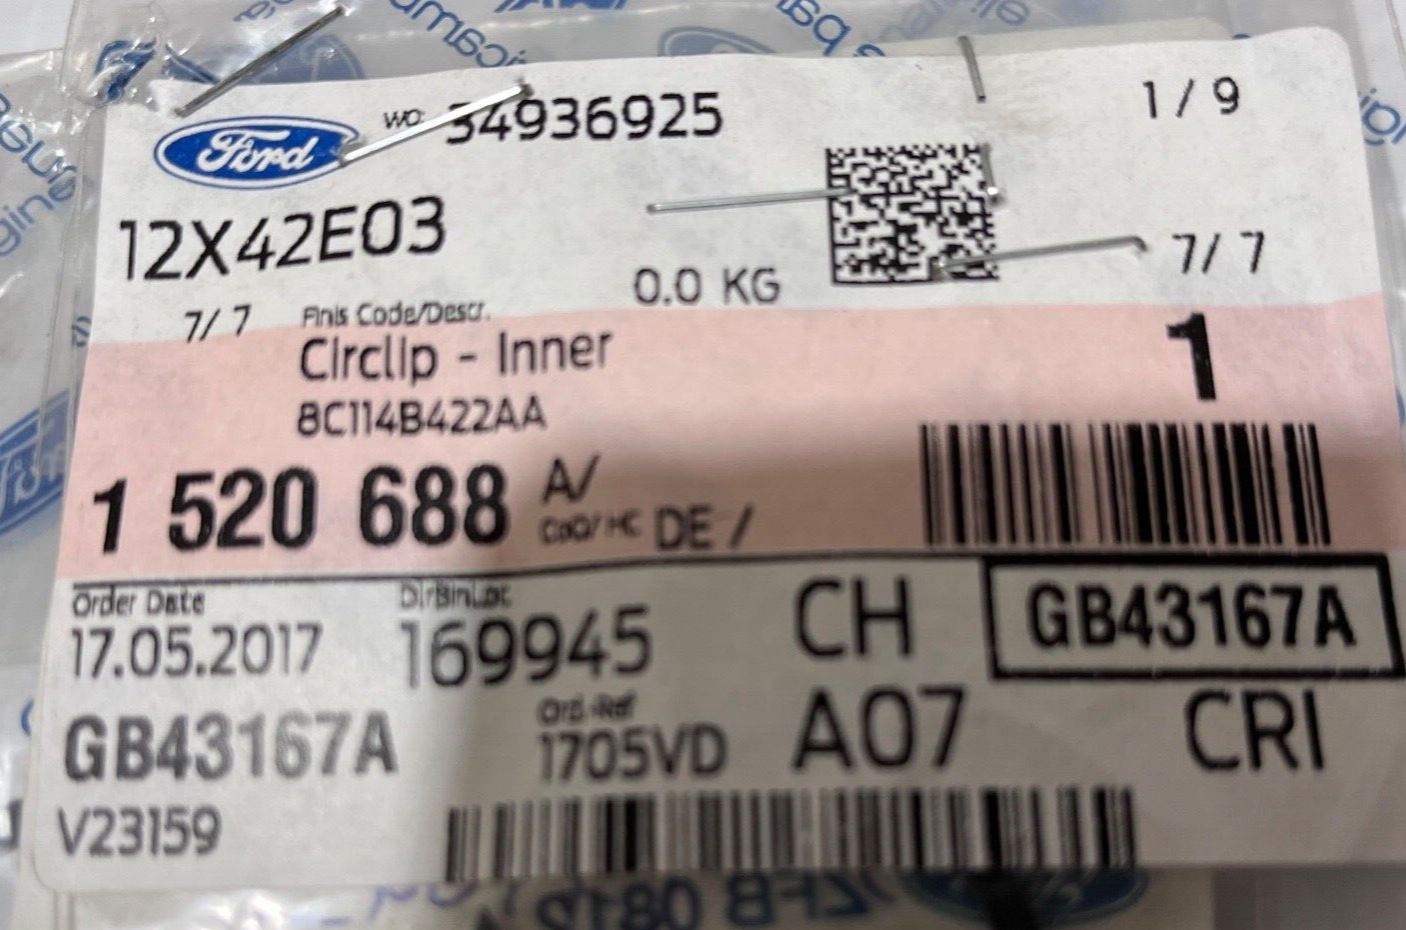 Ford
WO: 34936925
1 / 9
12X42E03
7/ 7
0.0 KG
7/ 7
Finis Code/Descr.
Circlip - Inner
1
8C114B422AA
1 520 688 A/
CoO/HC DE /
Order Date
DlrBinLoc
17.05.2017
169945
CH
GB43167A
GB43167A
Ord.-Ref
1705VD
A07
CRI
V23159